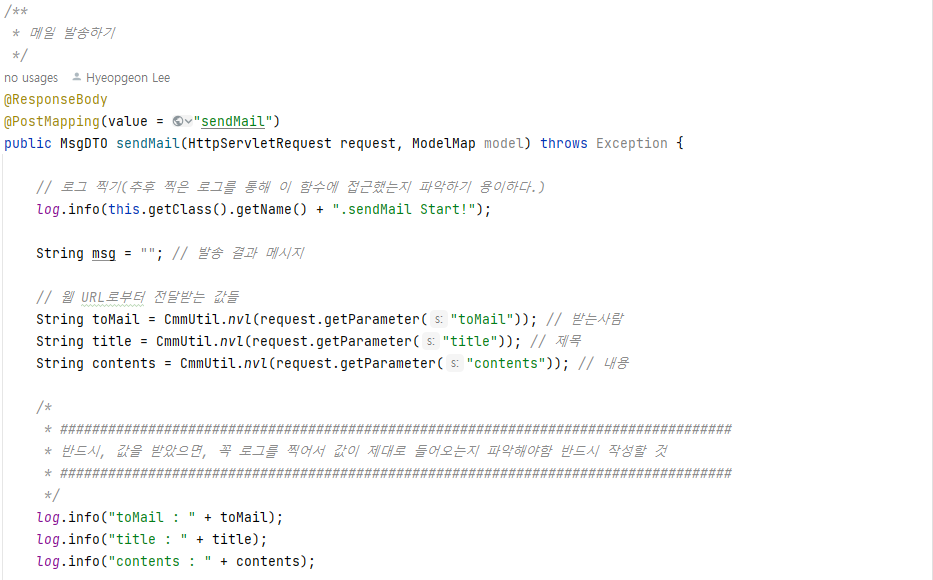 /**
 * 메일 발송하기
 */
no usages Hyeopgeon Lee
@ResponseBody
@PostMapping(value = "sendMail")
public MsgDTO sendMail(HttpServletRequest request, ModelMap model) throws Exception {
// 로그 찍기(추후 찍은 로그를 통해 이 함수에 접근했는지 파악하기 용이하다.)
log.info(this.getClass().getName() + ".sendMail Start!");
String msg = ""; // 발송 결과 메시지
// 웹 URL로부터 전달받는 값들
String toMail = CmmUtil.nvl(request.getParameter( s: "toMail")); // 받는사람
String title = CmmUtil.nvl(request.getParameter( s: "title")); // 제목
String contents = CmmUtil.nvl(request.getParameter( s: "contents")); // 내용
/*
 * ####################################################################################
 * 반드시, 값을 받았으면, 꼭 로그를 찍어서 값이 제대로 들어오는지 파악해야함 반드시 작성할 것
 * ####################################################################################
 */
log.info("toMail : " + toMail);
log.info("title : " + title);
log.info("contents : " + contents);